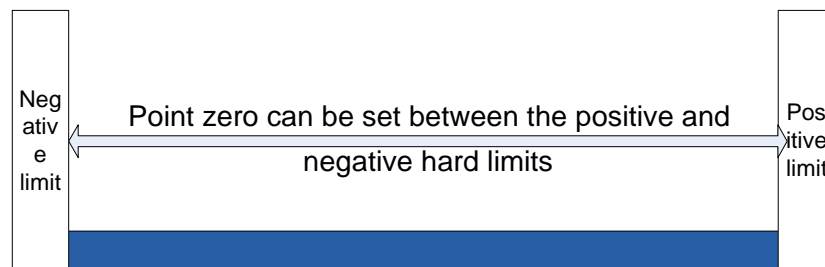 Neg
ativ
e
limit
Point zero can be set between the positive and
negative hard limits
Pos
itive
limit